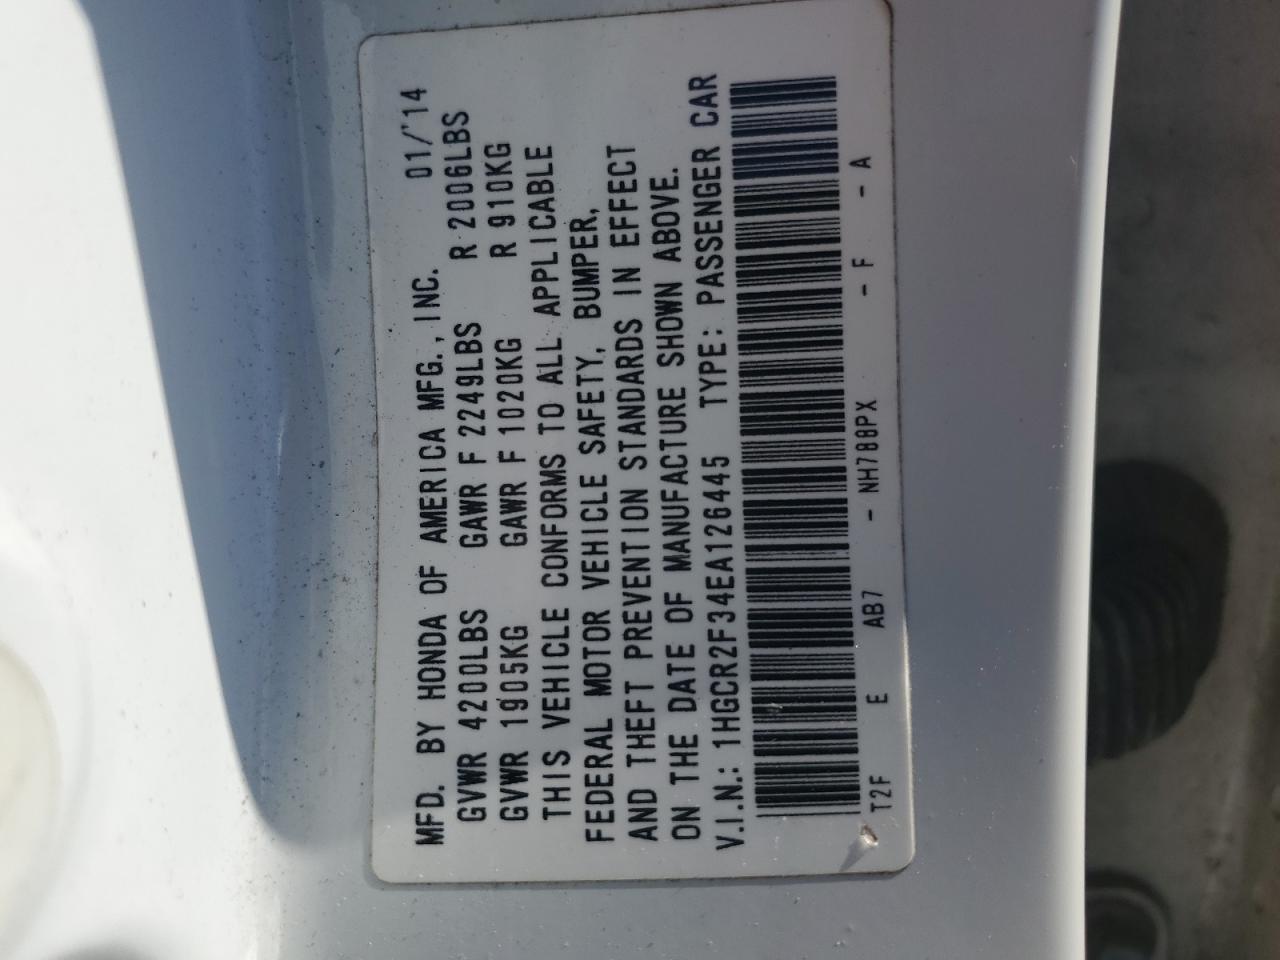 MFD. BY HONDA OF AMERICA MFG., INC. 01/'14
GVWR 4200LBS GAWR F 2249LBS R 2006LBS
GVWR 1905KG GAWR F 1020KG R 910KG
THIS VEHICLE CONFORMS TO ALL APPLICABLE
FEDERAL MOTOR VEHICLE SAFETY, BUMPER,
AND THEFT PREVENTION STANDARDS IN EFFECT
ON THE DATE OF MANUFACTURE SHOWN ABOVE.
V.I.N.: 1HGCR2F34EA126445 TYPE: PASSENGER CAR
T2F E AB7 - NH788PX - F - A